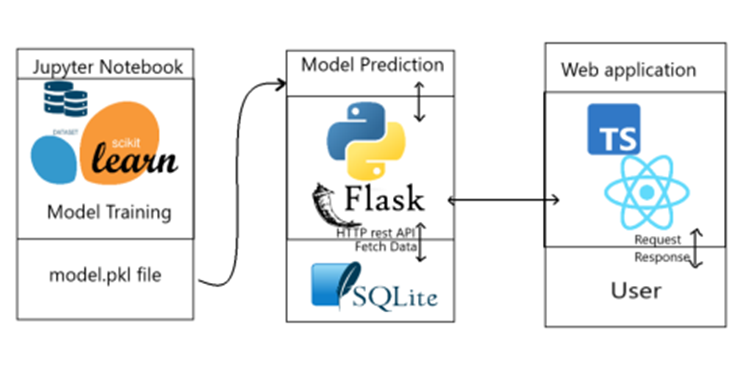 Jupyter Notebook
DATASET
scikit
learn
Model Training
model.pkl file
Model Prediction
Flask
HTTP rest API
Fetch Data
SQLite
Web application
TS
Request
Response
User